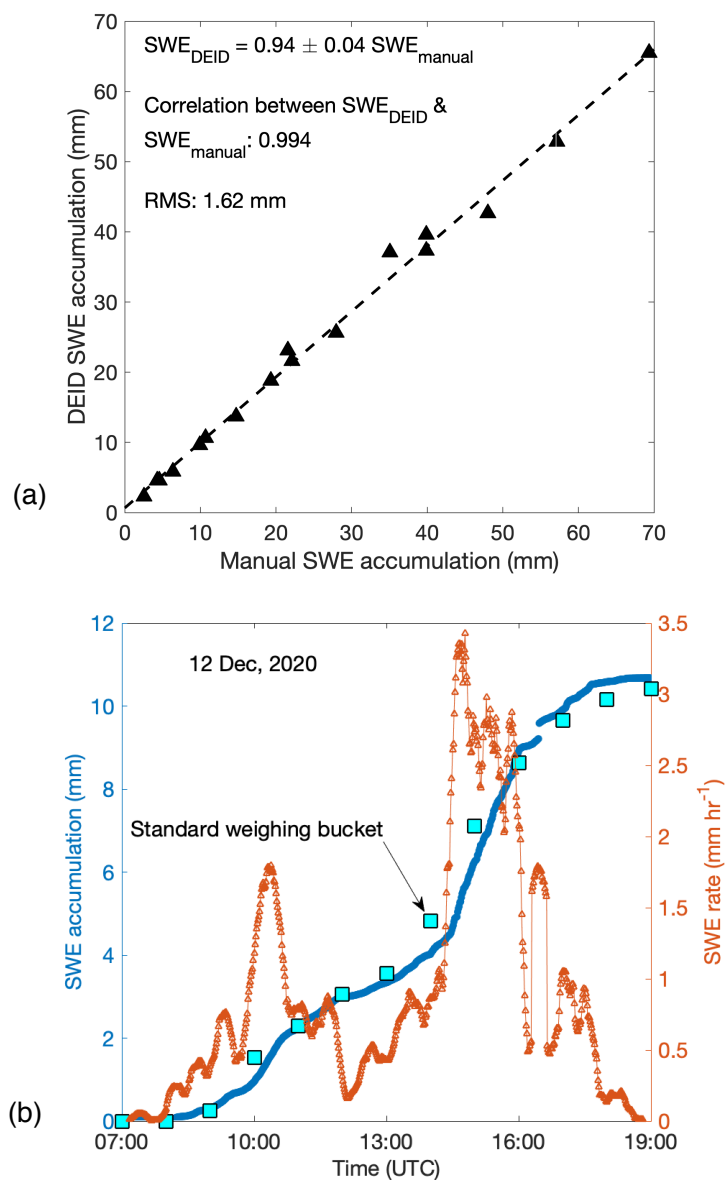 SWE_DEID = 0.94 ± 0.04 SWE_manual
Correlation between SWE_DEID &
SWE_manual: 0.994
RMS: 1.62 mm
DEID SWE accumulation (mm)
70
60
50
40
30
20
10
0
0 10 20 30 40 50 60 70
Manual SWE accumulation (mm)
(a)
12 Dec, 2020
Standard weighing bucket
SWE accumulation (mm)
12
10
8
6
4
2
0
SWE rate (mm hr⁻¹)
3.5
3
2.5
2
1.5
1
0.5
0
07:00 10:00 13:00 16:00 19:00
Time (UTC)
(b)